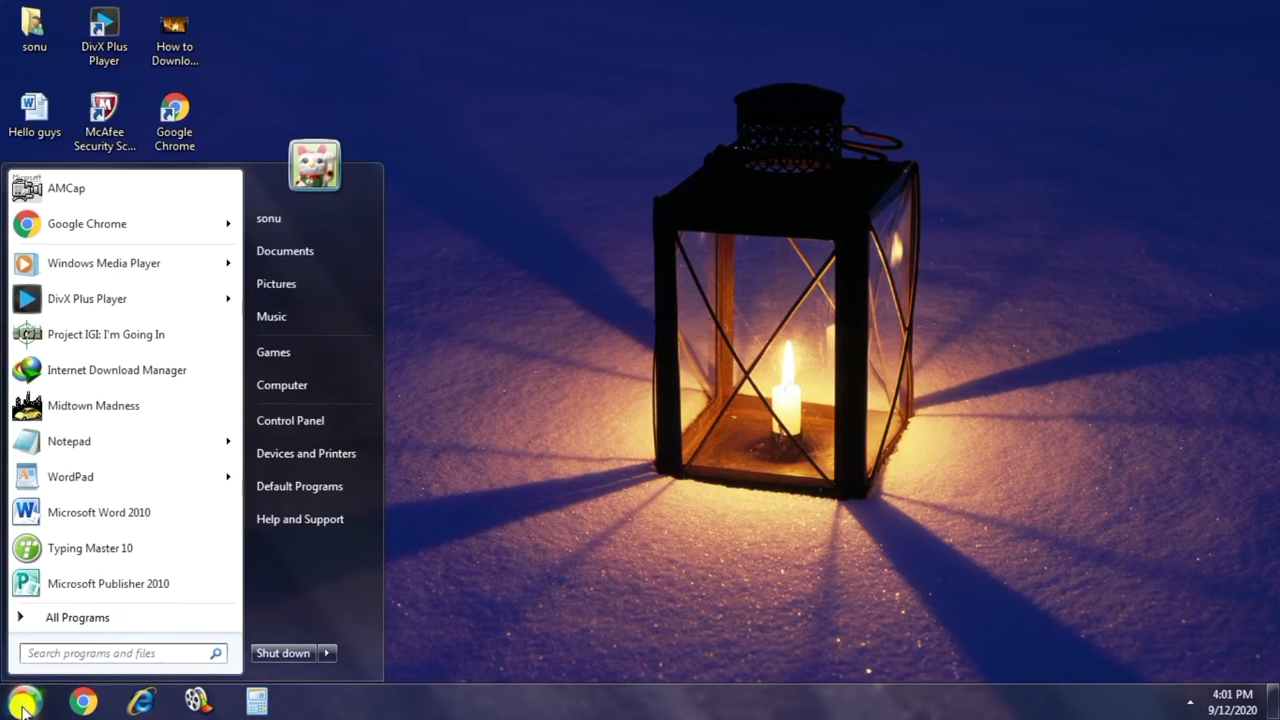 sonu
DivX Plus
Player
How to
Downlo...
Hello guys
McAfee
Security Sc...
Google
Chrome
Microsoft
AMCap
Google Chrome
Windows Media Player
DivX Plus Player
Project IGI: I'm Going In
Internet Download Manager
Midtown Madness
Notepad
WordPad
Microsoft Word 2010
Typing Master 10
Microsoft Publisher 2010
All Programs
Search programs and files
sonu
Documents
Pictures
Music
Games
Computer
Control Panel
Devices and Printers
Default Programs
Help and Support
Shut down
4:01 PM
9/12/2020